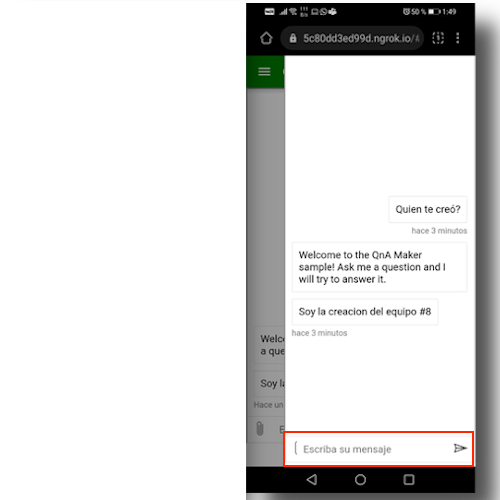 50 % 1:49
5c80dd3ed99d.ngrok.io/
Quien te creó?
hace 3 minutos
Welcome to the QnA Maker
sample! Ask me a question and I
will try to answer it.
Soy la creacion del equipo #8
hace 3 minutos
Welc
a que
Soy la
Hace un
Escriba su mensaje